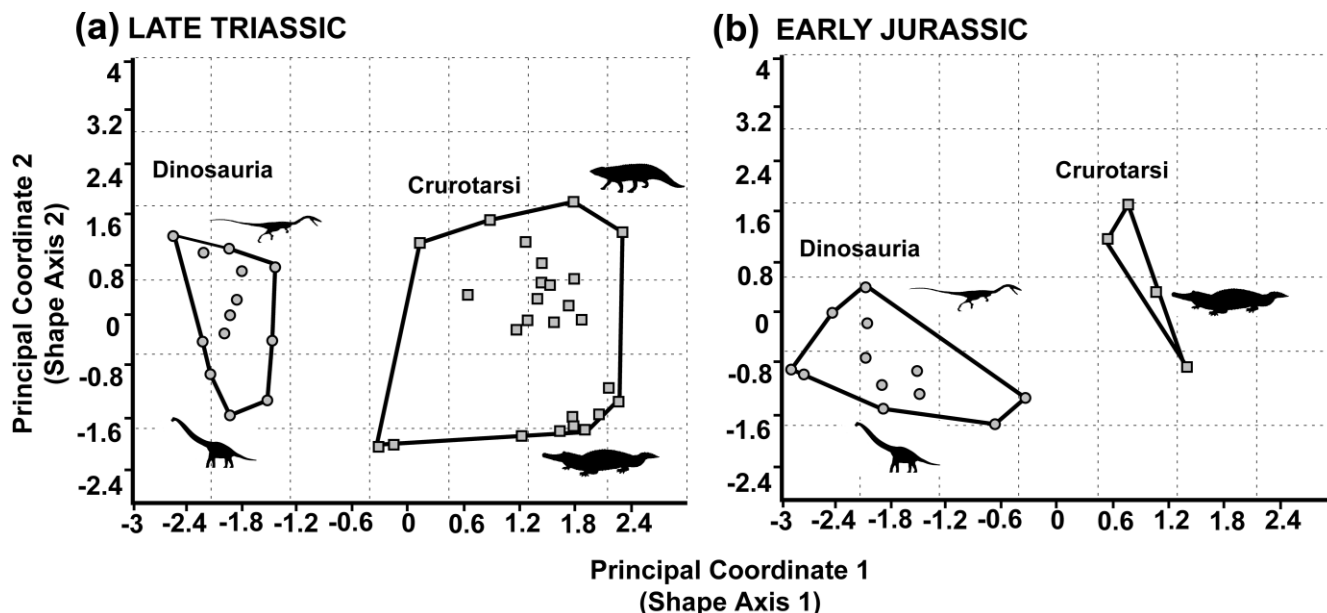 (a) LATE TRIASSIC
4
3.2
2.4
1.6
0.8
0
-0.8
-1.6
-2.4
-3 -2.4 -1.8 -1.2 -0.6 0 0.6 1.2 1.8 2.4
Dinosauria
Crurotarsi
Principal Coordinate 2
(Shape Axis 2)
(b) EARLY JURASSIC
4
3.2
2.4
1.6
0.8
0
-0.8
-1.6
-2.4
-3 -2.4 -1.8 -1.2 -0.6 0 0.6 1.2 1.8 2.4
Crurotarsi
Dinosauria
Principal Coordinate 1
(Shape Axis 1)